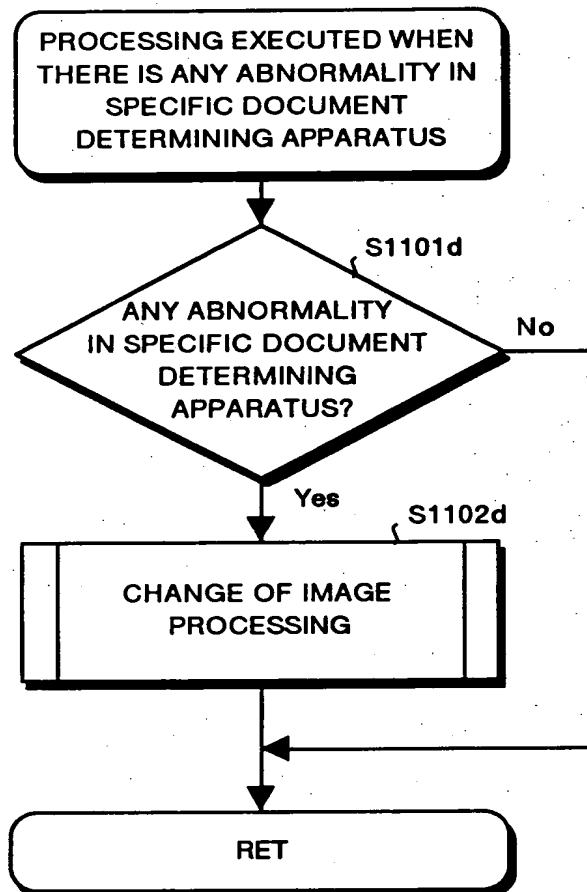 PROCESSING EXECUTED WHEN
THERE IS ANY ABNORMALITY IN
SPECIFIC DOCUMENT
DETERMINING APPARATUS
S1101d
ANY ABNORMALITY
IN SPECIFIC DOCUMENT
DETERMINING
APPARATUS?
No
Yes
S1102d
CHANGE OF IMAGE
PROCESSING
RET